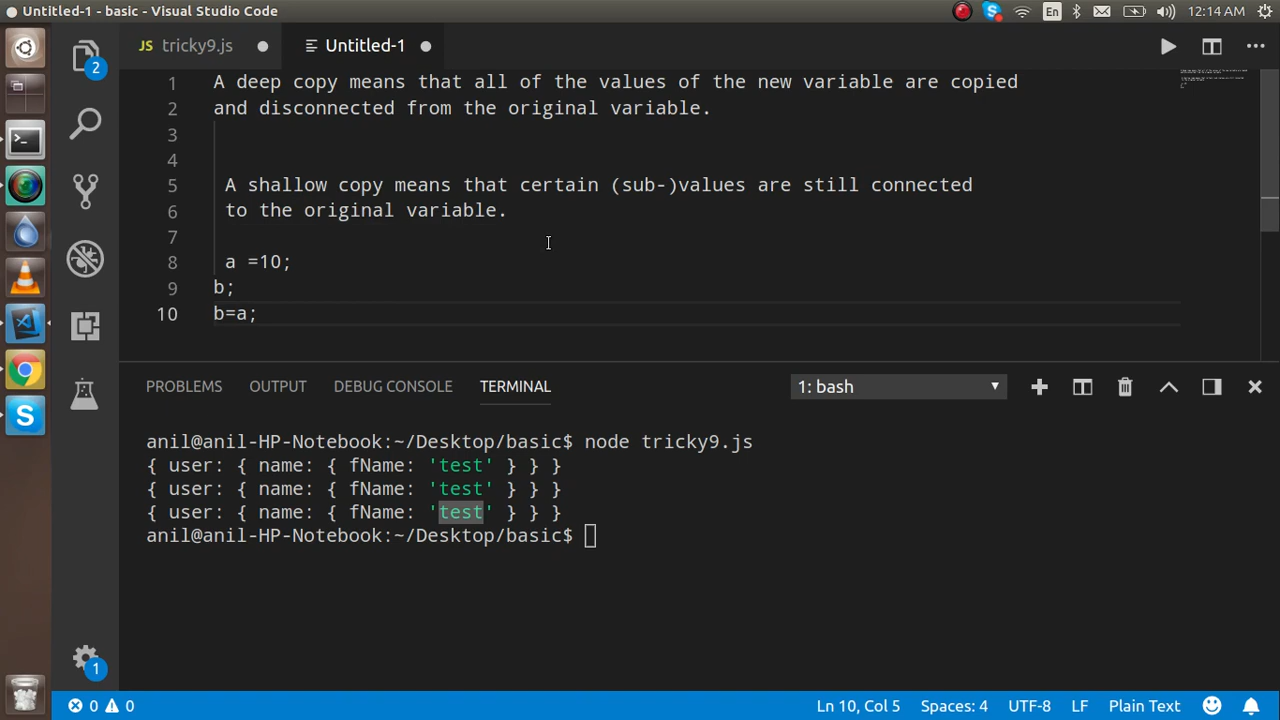 Untitled-1 - basic - Visual Studio Code
En
12:14 AM
2
JS tricky9.js
Untitled-1
1 A deep copy means that all of the values of the new variable are copied
2 and disconnected from the original variable.
3
4
5 A shallow copy means that certain (sub-)values are still connected
6 to the original variable.
7
8 a =10;
9 b;
10 b=a;
PROBLEMS OUTPUT DEBUG CONSOLE TERMINAL 1: bash
anil@anil-HP-Notebook:~/Desktop/basic$ node tricky9.js
{ user: { name: { fName: 'test' } } }
{ user: { name: { fName: 'test' } } }
{ user: { name: { fName: 'test' } } }
anil@anil-HP-Notebook:~/Desktop/basic$
1
0 0 Ln 10, Col 5 Spaces: 4 UTF-8 LF Plain Text